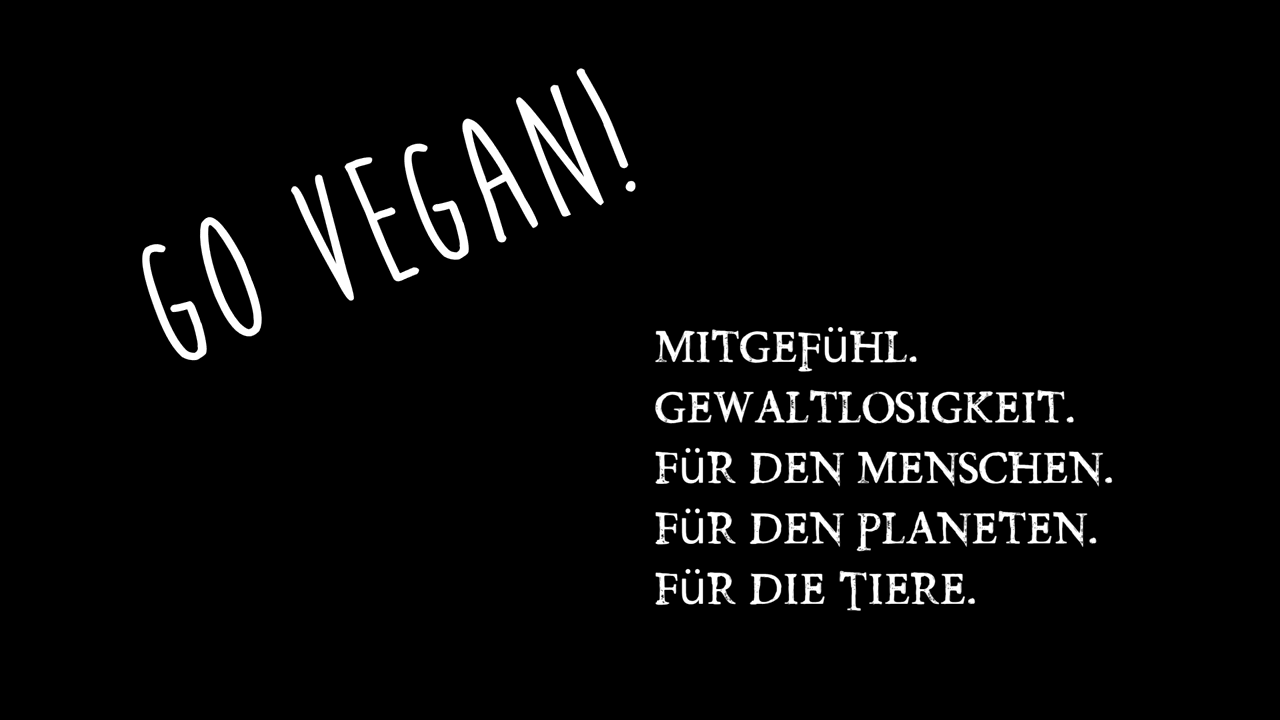 GO VEGAN!
MITGEFÜHL.
GEWALTLOSIGKEIT.
FÜR DEN MENSCHEN.
FÜR DEN PLANETEN.
FÜR DIE TIERE.